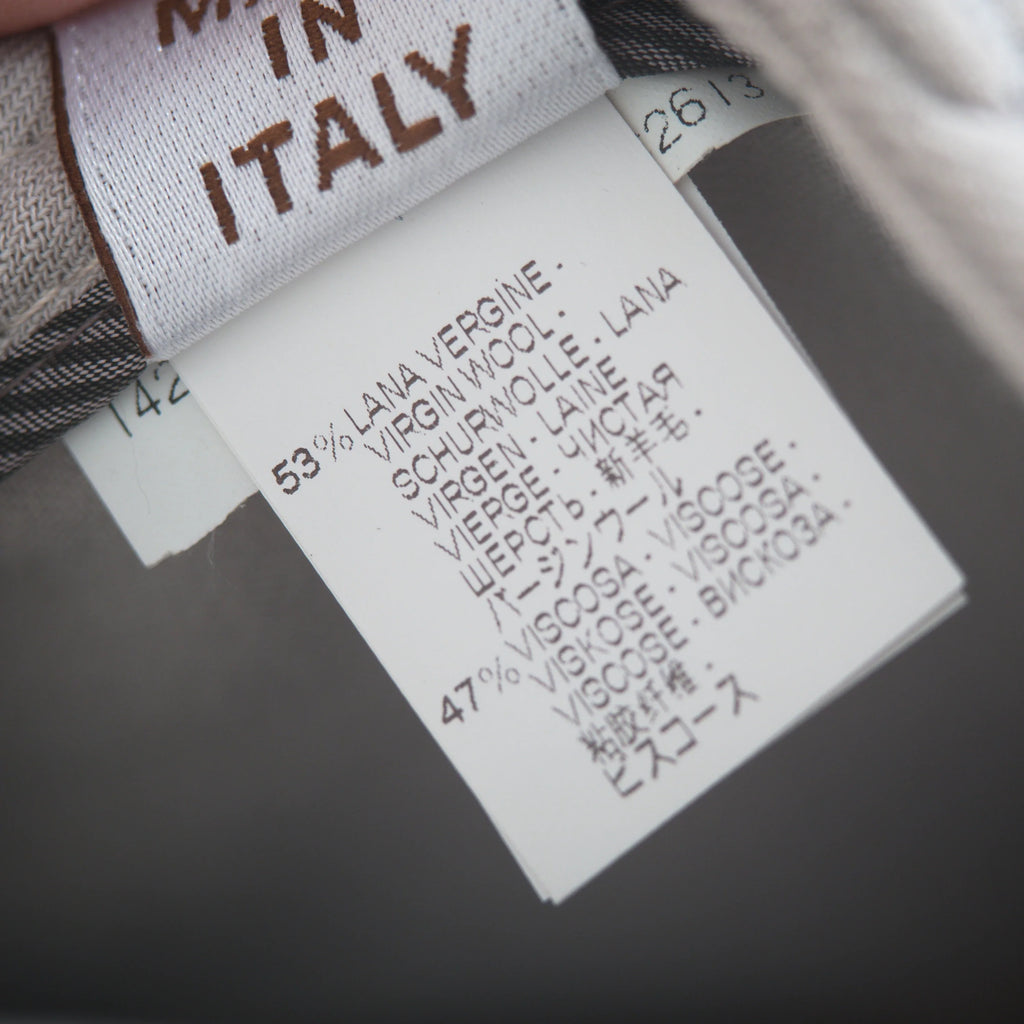 IN
ITALY
2613
142
53% LANA VERGINE ·
VIRGIN WOOL ·
SCHURWOLLE · LANA
VIRGEN · LAINE
VIERGE · ЧИСТАЯ
ШЕРСТЬ · 新羊毛 ·
バージンウール
47% VISCOSA · VISCOSE ·
VISKOSE · VISCOSA ·
VISCOSE · ВИСКОЗА ·
粘胶纤维 ·
ビスコース